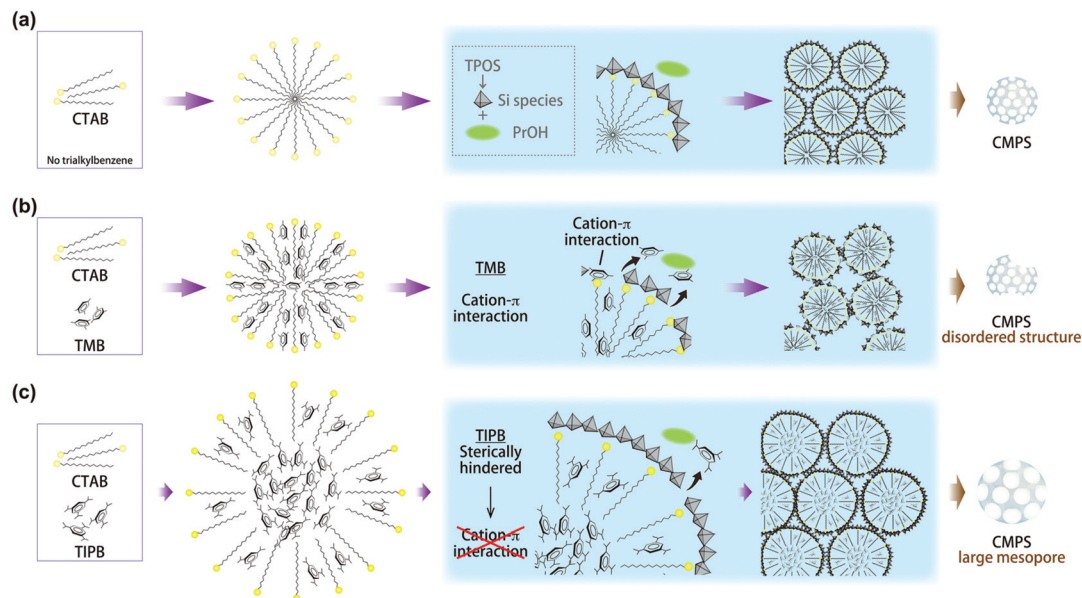 (a)
CTAB
No trialkylbenzene
TPOS
Si species
+
PrOH
CMPS
(b)
CTAB
TMB
TMB
Cation-π
interaction
Cation-π
interaction
CMPS
disordered structure
(c)
CTAB
TIPB
TIPB
Sterically
hindered
Cation-π
interaction
CMPS
large mesopore